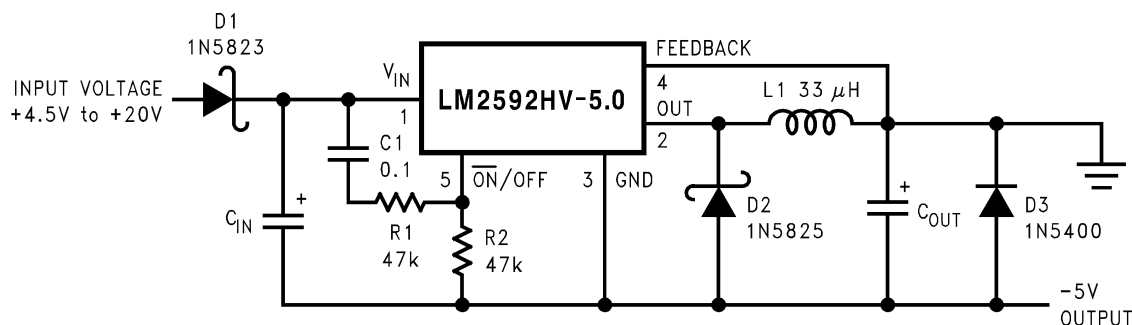 D1
1N5823
INPUT VOLTAGE
+4.5V to +20V
V_IN
1
LM2592HV-5.0
FEEDBACK
4
OUT
2
L1 33 μH
C1
0.1
5
ON/OFF
3
GND
C_IN
+
R1
47k
R2
47k
D2
1N5825
+
C_OUT
D3
1N5400
-5V
OUTPUT